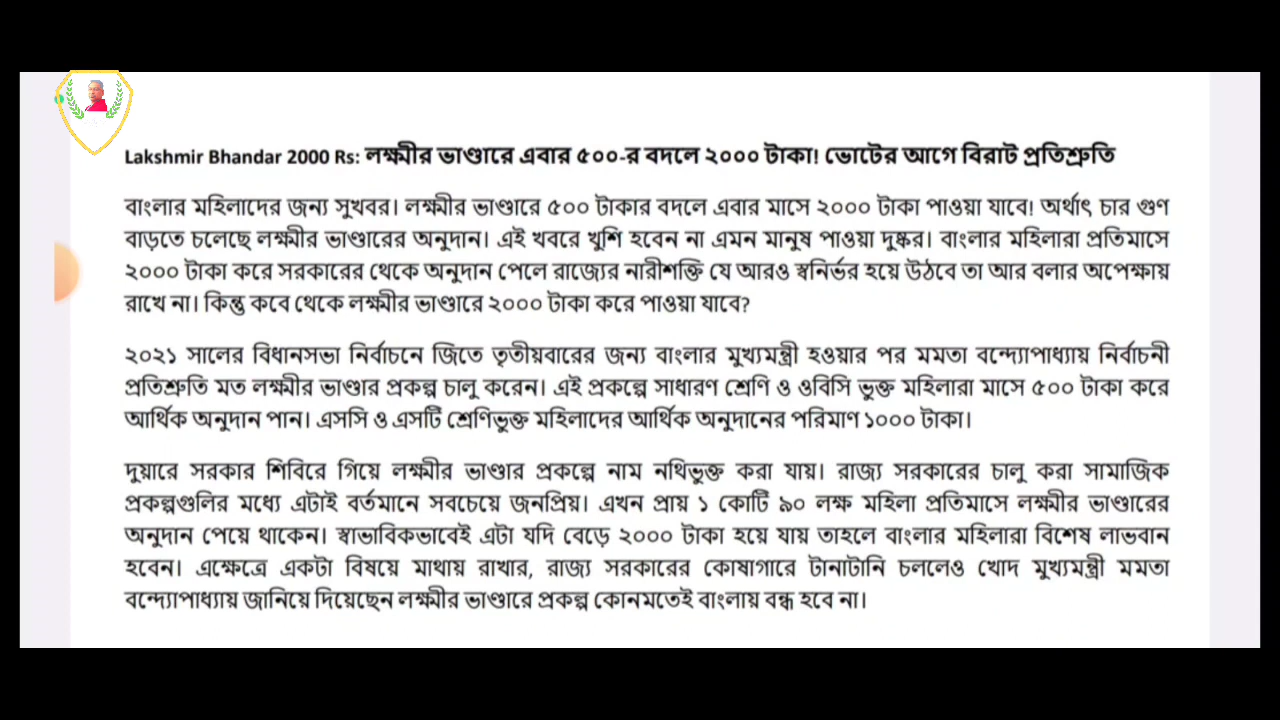 Lakshmir Bhandar 2000 Rs: লক্ষ্মীর ভাণ্ডারে এবার ৫০০-র বদলে ২০০০ টাকা! ভোটের আগে বিরাট প্রতিশ্রুতি
বাংলার মহিলাদের জন্য সুখবর। লক্ষ্মীর ভাণ্ডারে ৫০০ টাকার বদলে এবার মাসে ২০০০ টাকা পাওয়া যাবে! অর্থাৎ চার গুণ
বাড়তে চলেছে লক্ষ্মীর ভাণ্ডারের অনুদান। এই খবরে খুশি হবেন না এমন মানুষ পাওয়া দুষ্কর। বাংলার মহিলারা প্রতিমাসে
২০০০ টাকা করে সরকারের থেকে অনুদান পেলে রাজ্যের নারীশক্তি যে আরও স্বনির্ভর হয়ে উঠবে তা আর বলার অপেক্ষায়
রাখে না। কিন্তু কবে থেকে লক্ষ্মীর ভাণ্ডারে ২০০০ টাকা করে পাওয়া যাবে?
২০২১ সালের বিধানসভা নির্বাচনে জিতে তৃতীয়বারের জন্য বাংলার মুখ্যমন্ত্রী হওয়ার পর মমতা বন্দ্যোপাধ্যায় নির্বাচনী
প্রতিশ্রুতি মত লক্ষ্মীর ভাণ্ডার প্রকল্প চালু করেন। এই প্রকল্পে সাধারণ শ্রেণি ও ওবিসি ভুক্ত মহিলারা মাসে ৫০০ টাকা করে
আর্থিক অনুদান পান। এসসি ও এসটি শ্রেণিভুক্ত মহিলাদের আর্থিক অনুদানের পরিমাণ ১০০০ টাকা।
দুয়ারে সরকার শিবিরে গিয়ে লক্ষ্মীর ভাণ্ডার প্রকল্পে নাম নথিভুক্ত করা যায়। রাজ্য সরকারের চালু করা সামাজিক
প্রকল্পগুলির মধ্যে এটাই বর্তমানে সবচেয়ে জনপ্রিয়। এখন প্রায় ১ কোটি ৯০ লক্ষ মহিলা প্রতিমাসে লক্ষ্মীর ভাণ্ডারের
অনুদান পেয়ে থাকেন। স্বাভাবিকভাবেই এটা যদি বেড়ে ২০০০ টাকা হয়ে যায় তাহলে বাংলার মহিলারা বিশেষ লাভবান
হবেন। এক্ষেত্রে একটা বিষয়ে মাথায় রাখার, রাজ্য সরকারের কোষাগারে টানাটানি চললেও খোদ মুখ্যমন্ত্রী মমতা
বন্দ্যোপাধ্যায় জানিয়ে দিয়েছেন লক্ষ্মীর ভাণ্ডারে প্রকল্প কোনমতেই বাংলায় বন্ধ হবে না।